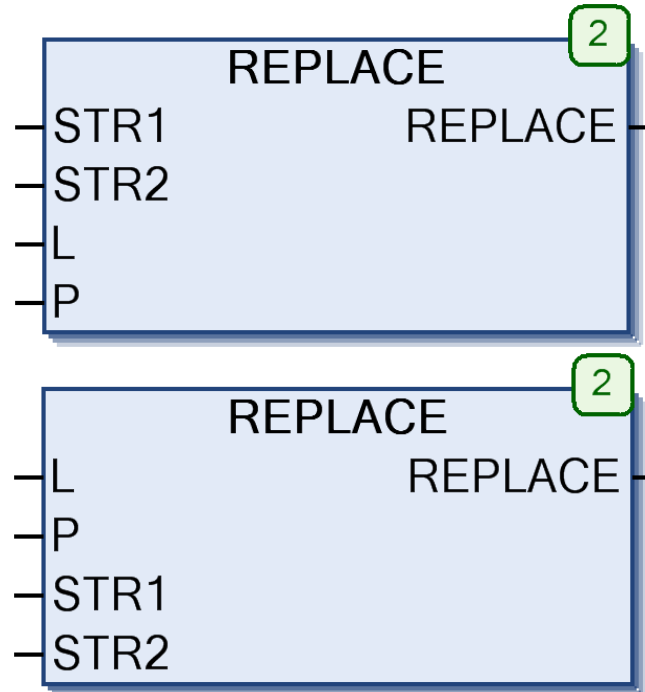 2
REPLACE
STR1 REPLACE
STR2
L
P
2
REPLACE
L REPLACE
P
STR1
STR2